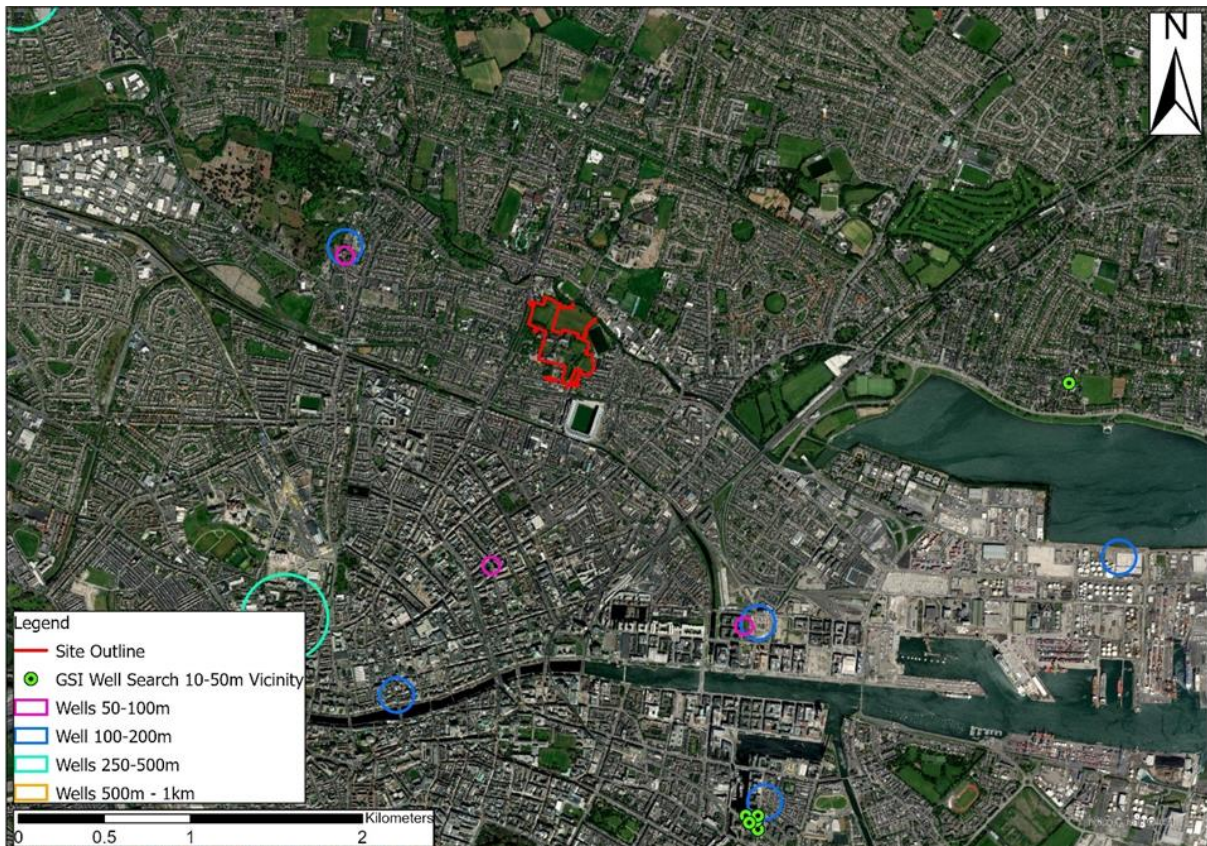 N
Legend
Site Outline
GSI Well Search 10-50m Vicinity
Wells 50-100m
Well 100-200m
Wells 250-500m
Wells 500m - 1km
Kilometers
0 0.5 1 2